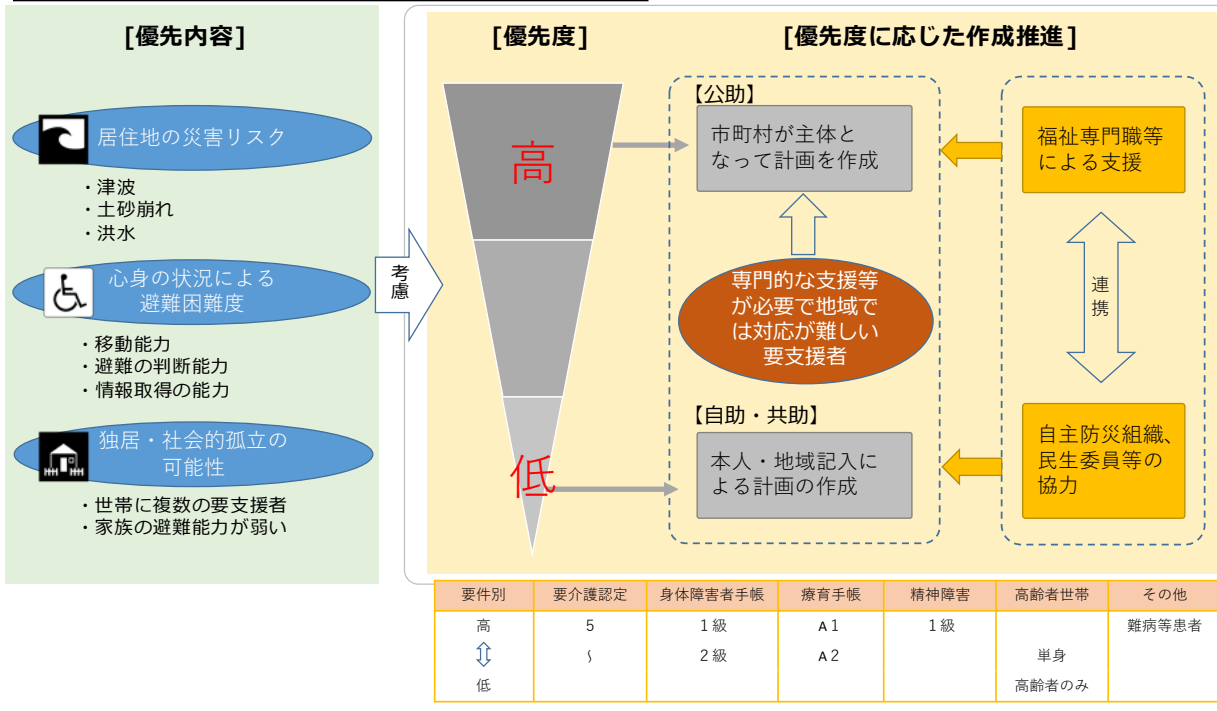 [優先内容]
居住地の災害リスク
・津波
・土砂崩れ
・洪水
心身の状況による
避難困難度
・移動能力
・避難の判断能力
・情報取得の能力
独居・社会的孤立の
可能性
・世帯に複数の要支援者
・家族の避難能力が弱い
考慮
[優先度]
高
低
[優先度に応じた作成推進]
【公助】
市町村が主体と
なって計画を作成
専門的な支援等
が必要で地域で
は対応が難しい
要支援者
【自助・共助】
本人・地域記入に
よる計画の作成
福祉専門職等
による支援
連携
自主防災組織、
民生委員等の
協力
要件別 要介護認定 身体障害者手帳 療育手帳 精神障害 高齢者世帯 その他
高 5 1級 A1 1級 難病等患者
~ 2級 A2 単身
低 高齢者のみ